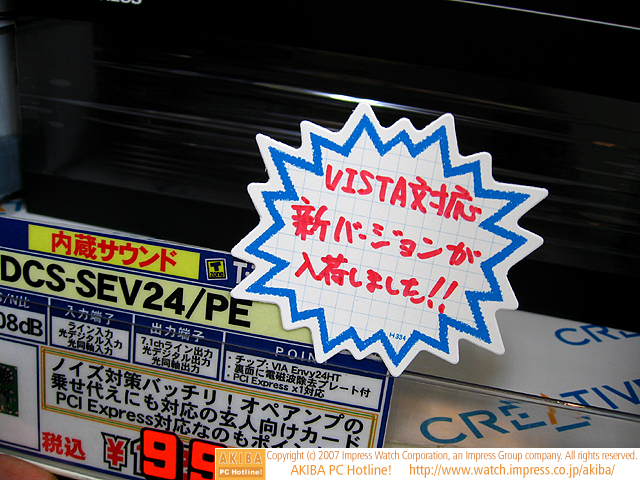 VISTA対応
新バージョンが
入荷しました!!
H334
内蔵サウンド
DCS-SEV24/PE
S/N比
08dB
入力端子
ライン入力
光デジタル入力
光同軸入力
出力端子
7.1chライン出力
光デジタル出力
光同軸出力
POIN
・チップ:VIA Envy24HT
・裏面に電磁波除去プレート付
・PCI Express x1対応
ノイズ対策バッチリ!オペアンプの
乗せ代えにも対応の玄人向けカード
PCI Express対応なのもポイ
税込
CREATIVE
AKIBA
PC Hotline!
Copyright (c) 2007 Impress Watch Corporation, an Impress Group company. All rights reserved.
AKIBA PC Hotline! http://www.watch.impress.co.jp/akiba/